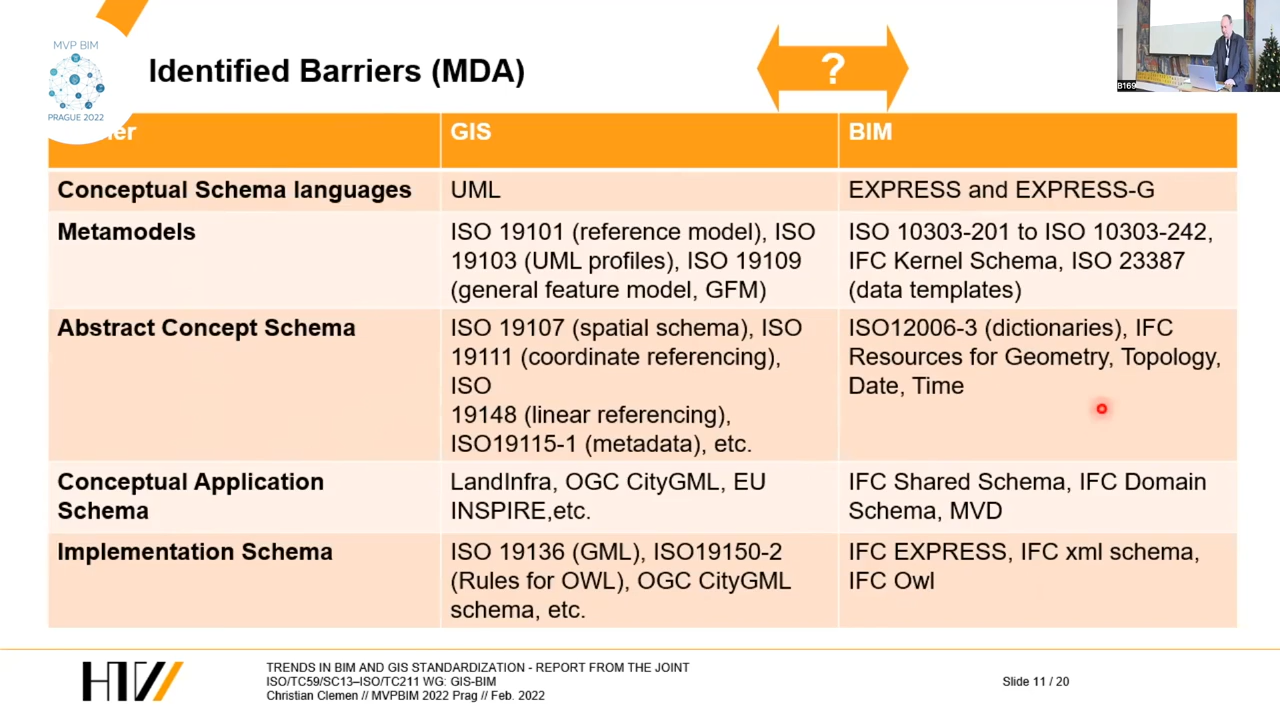 MVP BIM
PRAGUE 2022
Identified Barriers (MDA)
?
B169
GIS
BIM
Conceptual Schema languages
UML
EXPRESS and EXPRESS-G
Metamodels
ISO 19101 (reference model), ISO
19103 (UML profiles), ISO 19109
(general feature model, GFM)
ISO 10303-201 to ISO 10303-242,
IFC Kernel Schema, ISO 23387
(data templates)
Abstract Concept Schema
ISO 19107 (spatial schema), ISO
19111 (coordinate referencing),
ISO
19148 (linear referencing),
ISO19115-1 (metadata), etc.
ISO12006-3 (dictionaries), IFC
Resources for Geometry, Topology,
Date, Time
Conceptual Application
Schema
LandInfra, OGC CityGML, EU
INSPIRE,etc.
IFC Shared Schema, IFC Domain
Schema, MVD
Implementation Schema
ISO 19136 (GML), ISO19150-2
(Rules for OWL), OGC CityGML
schema, etc.
IFC EXPRESS, IFC xml schema,
IFC Owl
HTW
TRENDS IN BIM AND GIS STANDARDIZATION - REPORT FROM THE JOINT
ISO/TC59/SC13–ISO/TC211 WG: GIS-BIM
Christian Clemen // MVPBIM 2022 Prag // Feb. 2022
Slide 11 / 20